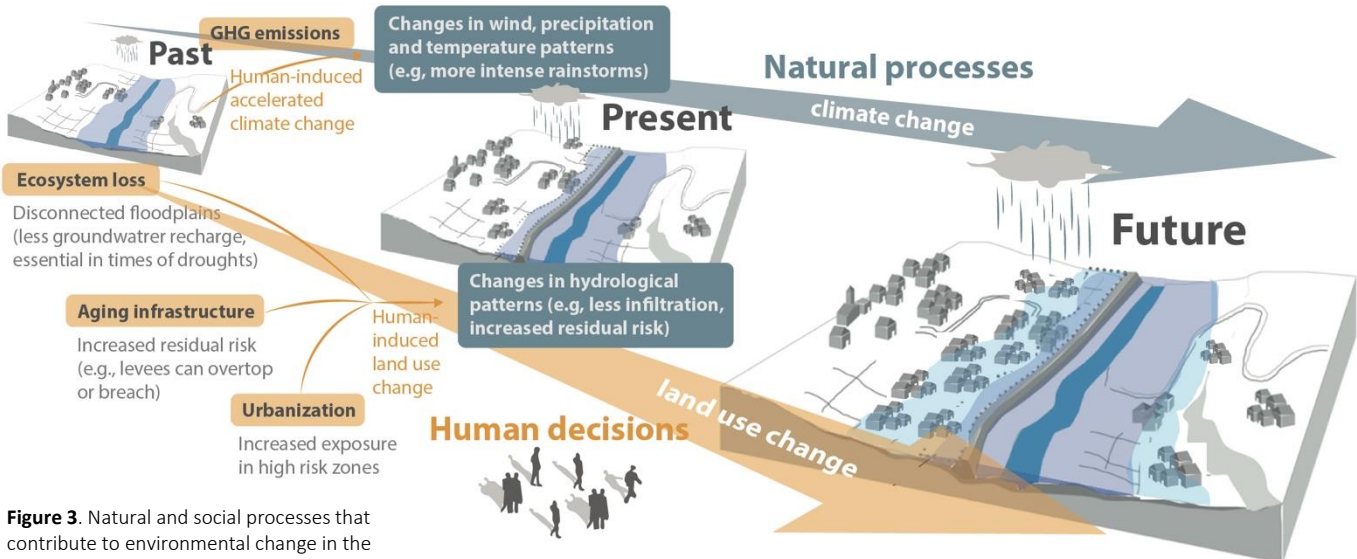 GHG emissions
Past
Human-induced
accelerated
climate change
Changes in wind, precipitation
and temperature patterns
(e.g, more intense rainstorms)
Natural processes
climate change
Present
Ecosystem loss
Disconnected floodplains
(less groundwatrer recharge,
essential in times of droughts)
Future
Changes in hydrological
patterns (e.g, less infiltration,
increased residual risk)
Aging infrastructure
Increased residual risk
(e.g., levees can overtop
or breach)
Human-
induced
land use
change
Urbanization
Increased exposure
in high risk zones
Human decisions
land use change
Figure 3. Natural and social processes that
contribute to environmental change in the